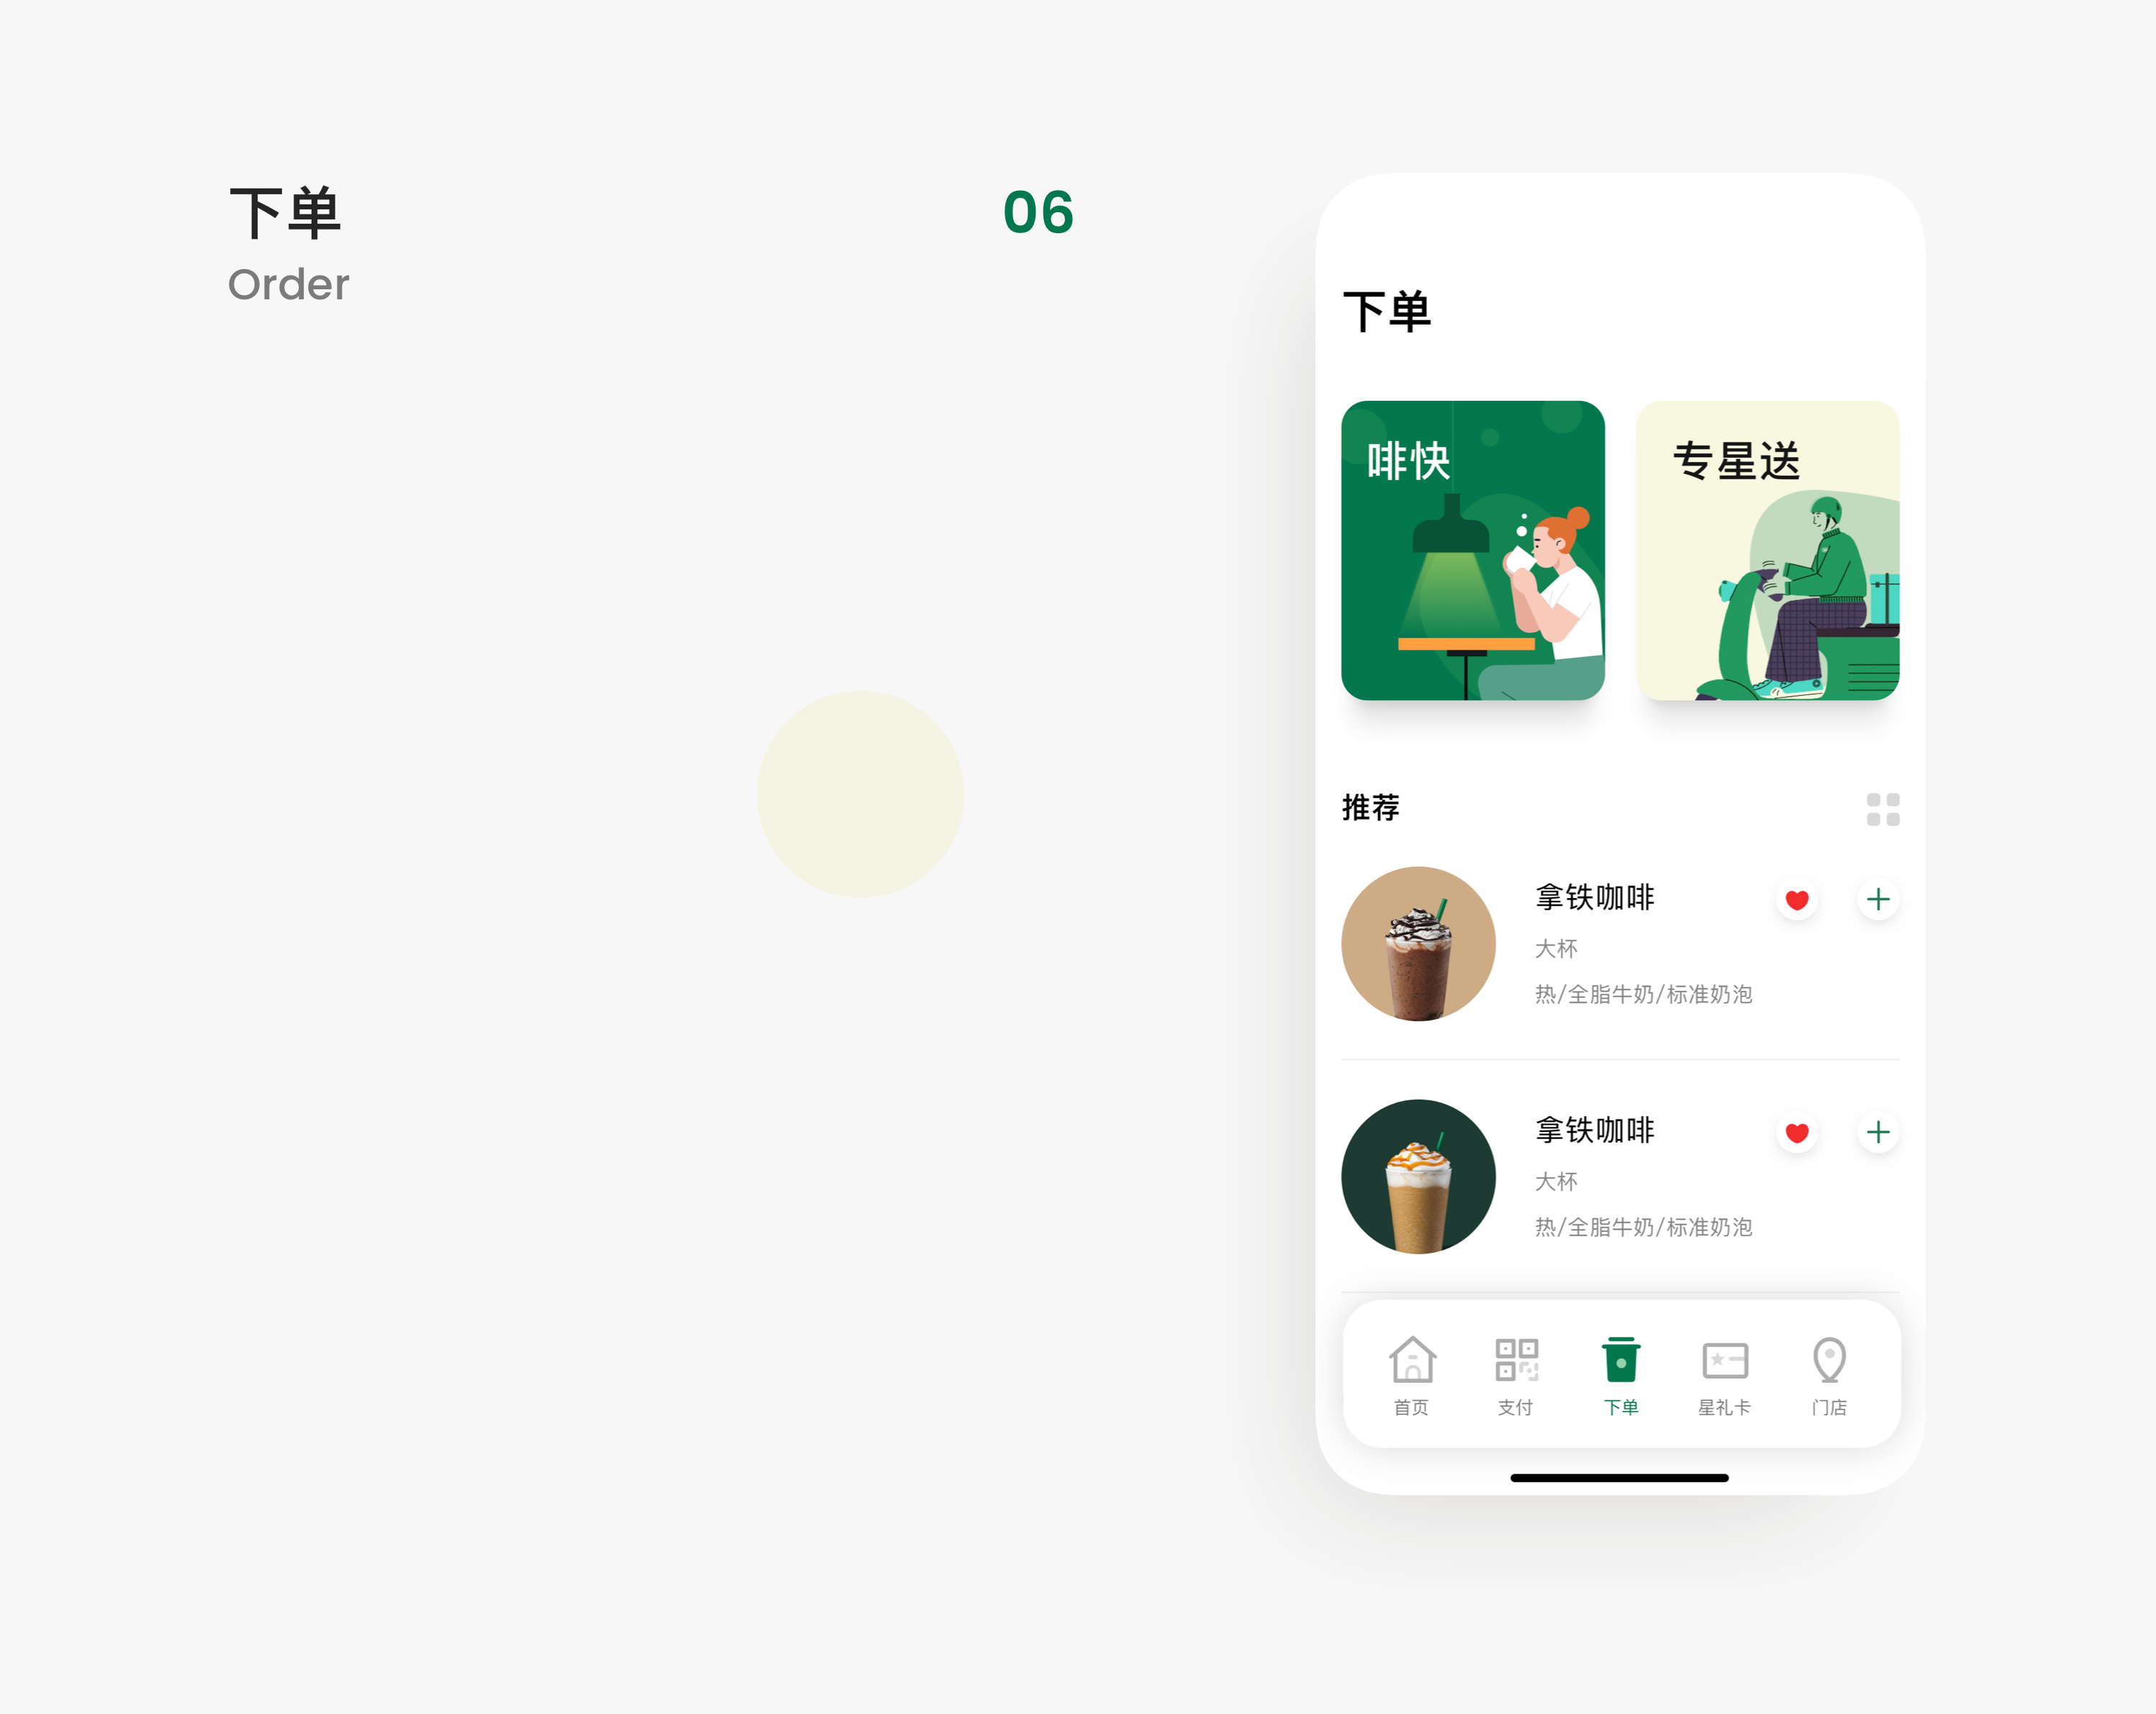 下单
06
Order
下单
啡快
专星送
推荐
拿铁咖啡
大杯
热/全脂牛奶/标准奶泡
拿铁咖啡
大杯
热/全脂牛奶/标准奶泡
首页
支付
下单
星礼卡
门店